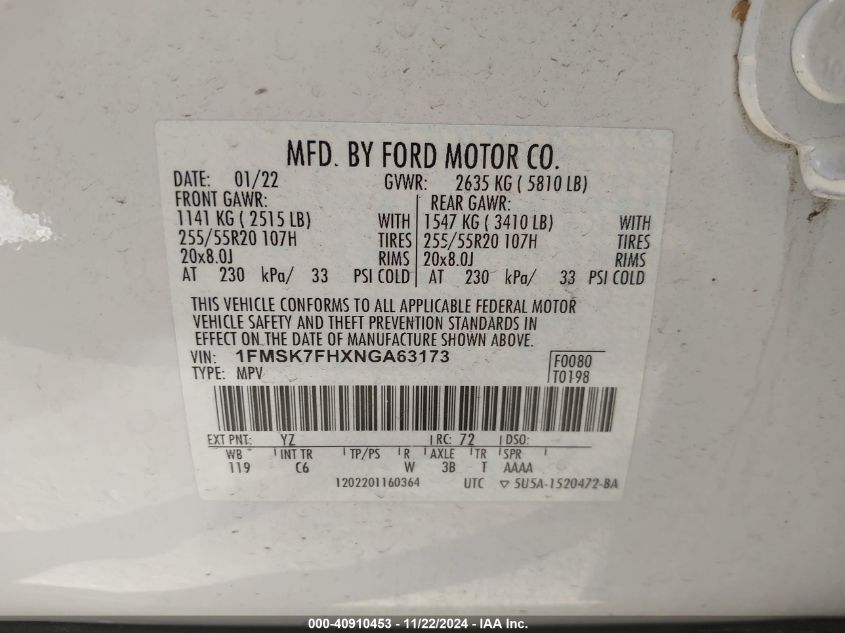 MFD. BY FORD MOTOR CO.
DATE: 01/22 GVWR: 2635 KG ( 5810 LB)
FRONT GAWR: REAR GAWR:
1141 KG ( 2515 LB) WITH 1547 KG ( 3410 LB) WITH
255/55R20 107H TIRES 255/55R20 107H TIRES
20x8.0J RIMS 20x8.0J RIMS
AT 230 kPa/ 33 PSI COLD AT 230 kPa/ 33 PSI COLD
THIS VEHICLE CONFORMS TO ALL APPLICABLE FEDERAL MOTOR
VEHICLE SAFETY AND THEFT PREVENTION STANDARDS IN
EFFECT ON THE DATE OF MANUFACTURE SHOWN ABOVE.
VIN: 1FMSK7FHXNGA63173 F0080
TYPE: MPV T0198
EXT PNT: YZ RC: 72 DSO:
WB INT TR TP/PS R AXLE TR SPR
119 C6 W 3B T AAAA
1202201160364 UTC ▽ 5U5A-1520472-BA
000-40910453 - 11/22/2024 - IAA Inc.